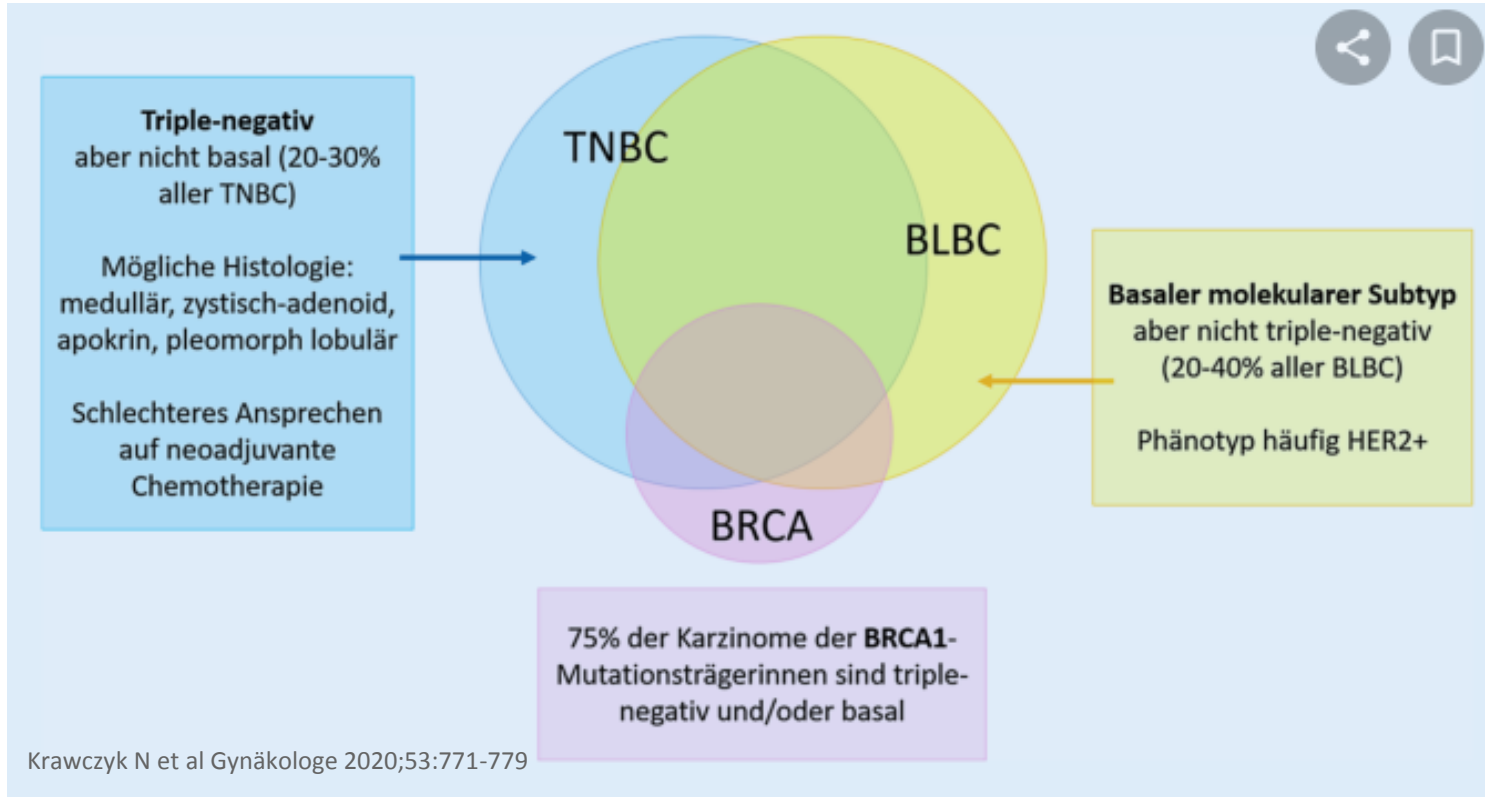 Triple-negativ
aber nicht basal (20-30%
aller TNBC)
Mögliche Histologie:
medullär, zystisch-adenoid,
apokrin, pleomorph lobulär
Schlechteres Ansprechen
auf neoadjuvante
Chemotherapie
TNBC
BLBC
BRCA
Basaler molekularer Subtyp
aber nicht triple-negativ
(20-40% aller BLBC)
Phänotyp häufig HER2+
75% der Karzinome der BRCA1-
Mutationsträgerinnen sind triple-
negativ und/oder basal
Krawczyk N et al Gynäkologe 2020;53:771-779